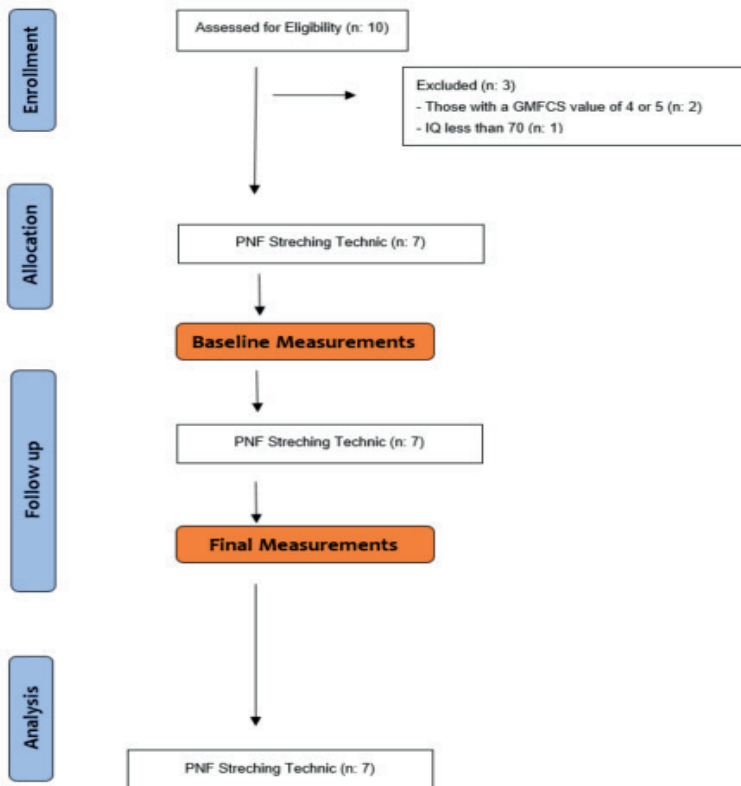 Enrollment
Assessed for Eligibility (n: 10)
Excluded (n: 3)
- Those with a GMFCS value of 4 or 5 (n: 2)
- IQ less than 70 (n: 1)
Allocation
PNF Streching Technic (n: 7)
Baseline Measurements
Follow up
PNF Streching Technic (n: 7)
Final Measurements
Analysis
PNF Streching Technic (n: 7)